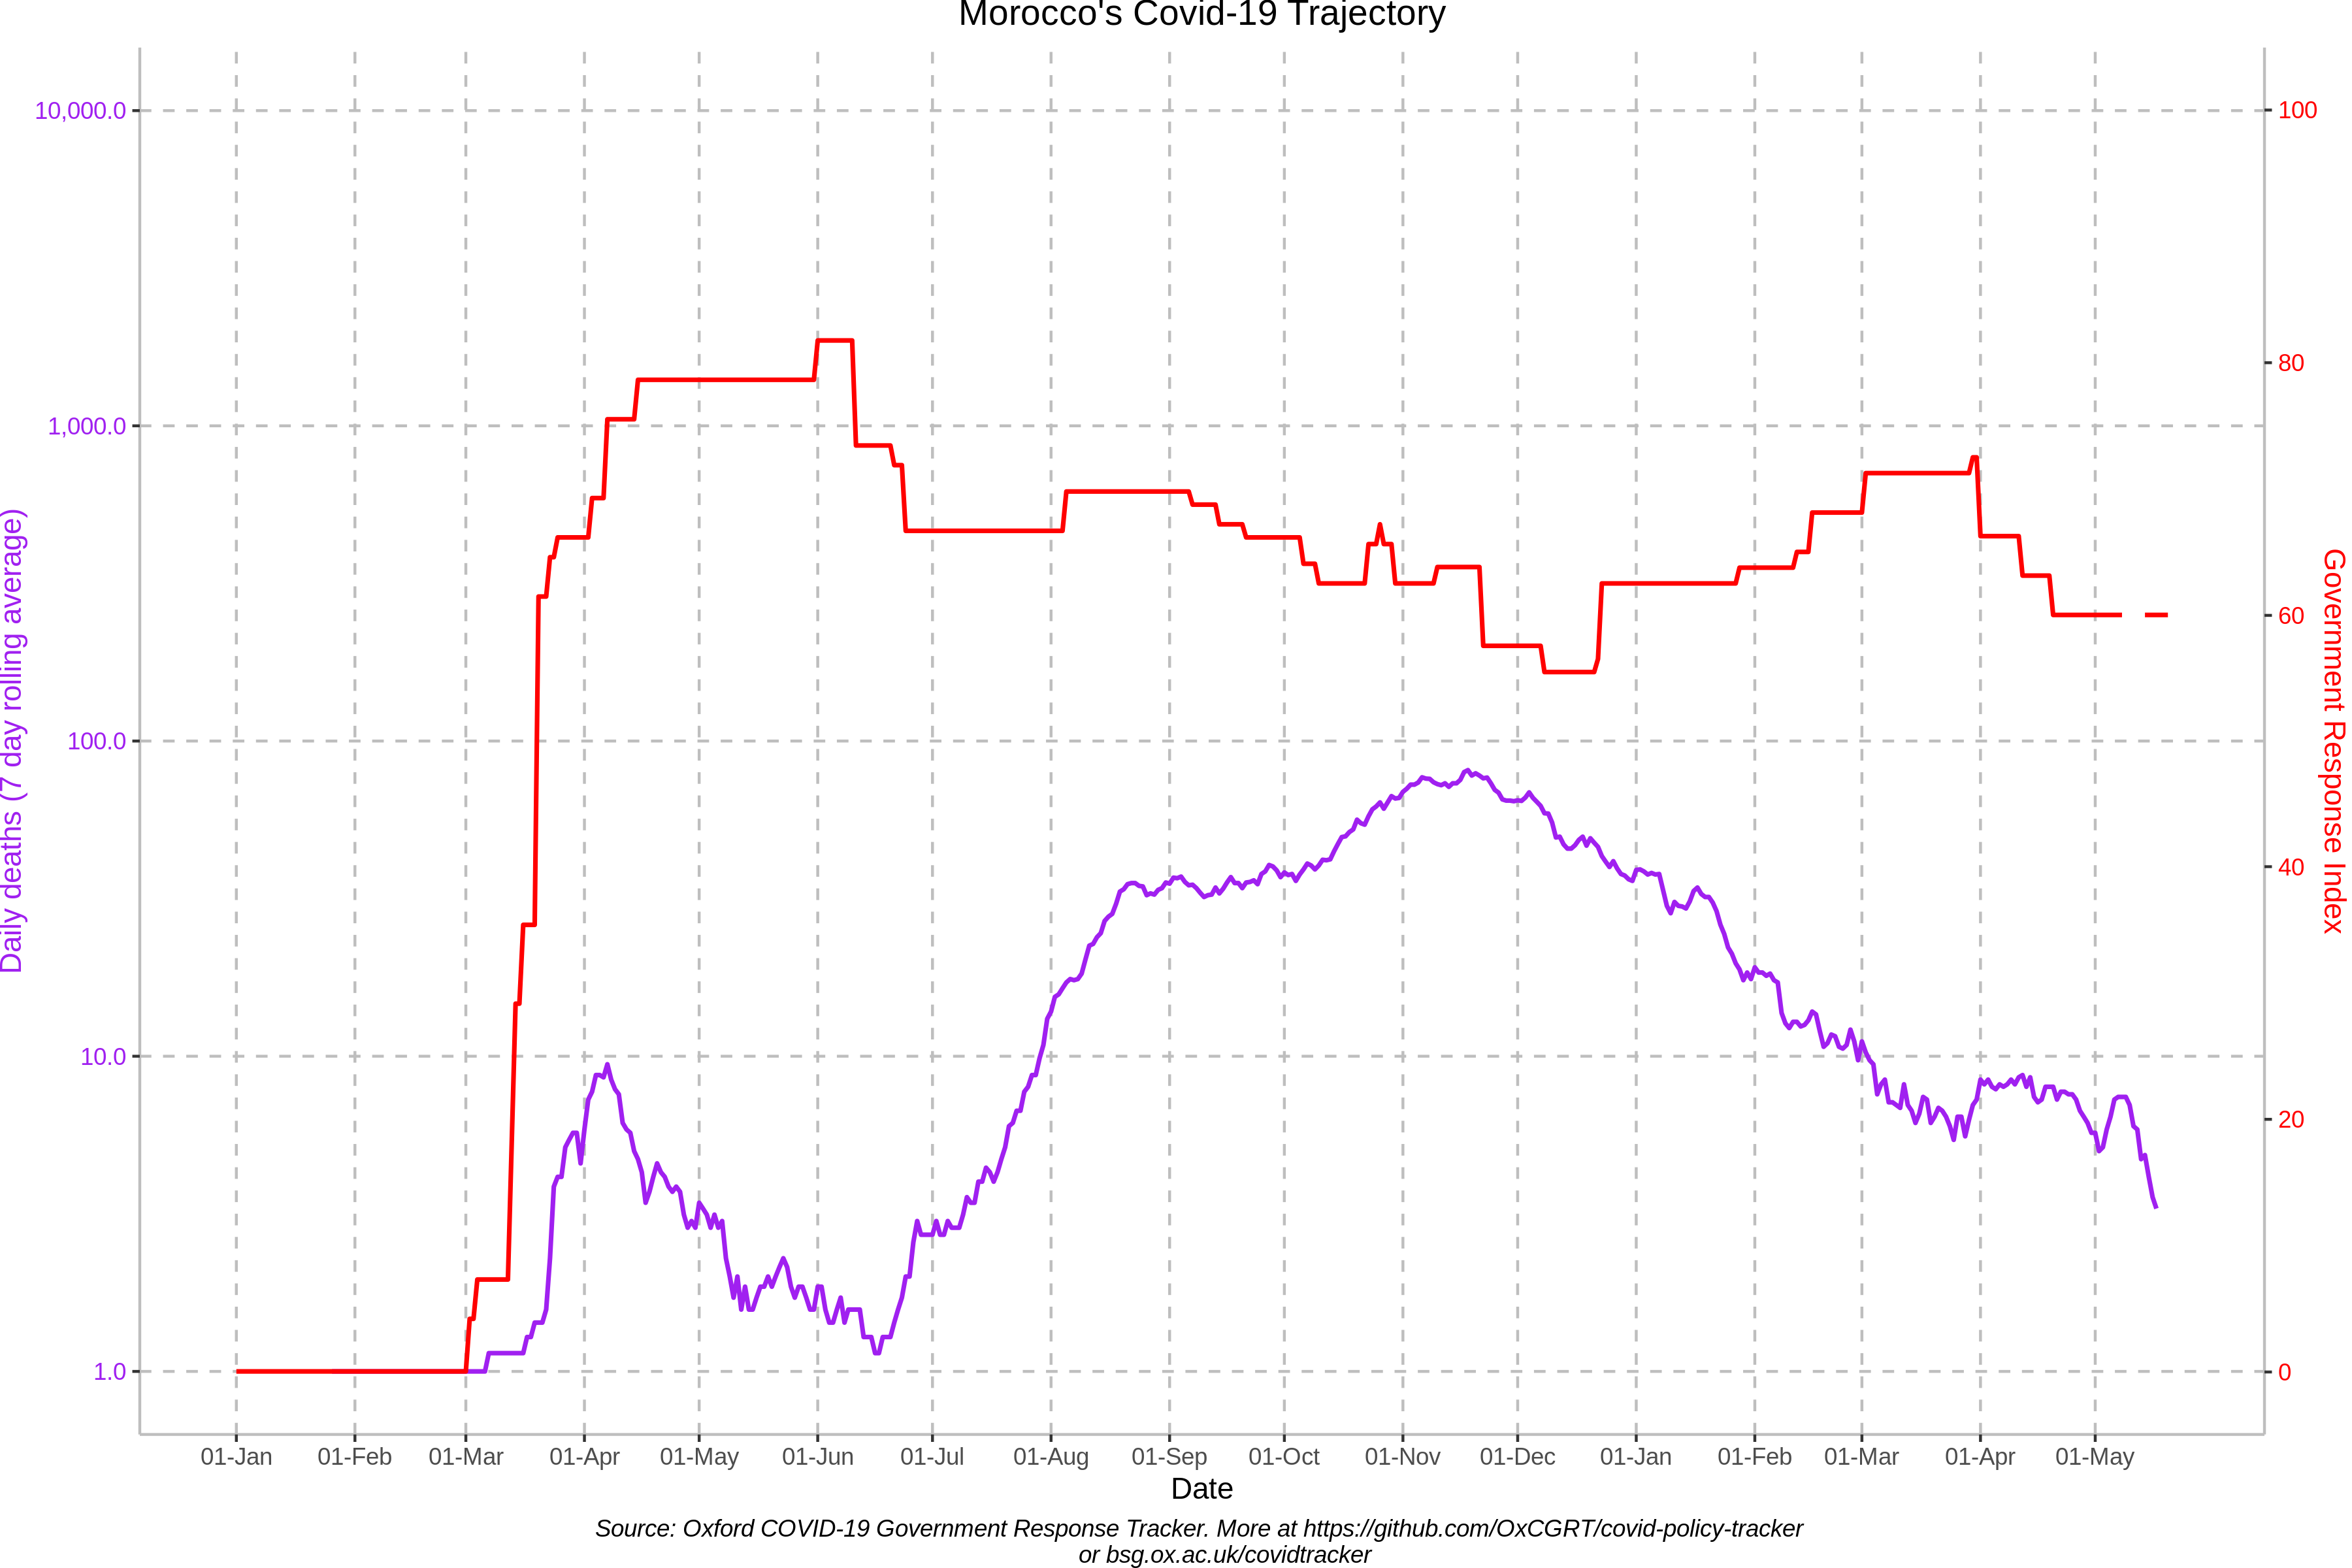 Morocco's Covid-19 Trajectory
10,000.0
1,000.0
100.0
10.0
1.0
Daily deaths (7 day rolling average)
100
80
60
40
20
0
Government Response Index
01-Jan 01-Feb 01-Mar 01-Apr 01-May 01-Jun 01-Jul 01-Aug 01-Sep 01-Oct 01-Nov 01-Dec 01-Jan 01-Feb 01-Mar 01-Apr 01-May
Date
Source: Oxford COVID-19 Government Response Tracker. More at https://github.com/OxCGRT/covid-policy-tracker
or bsg.ox.ac.uk/covidtracker